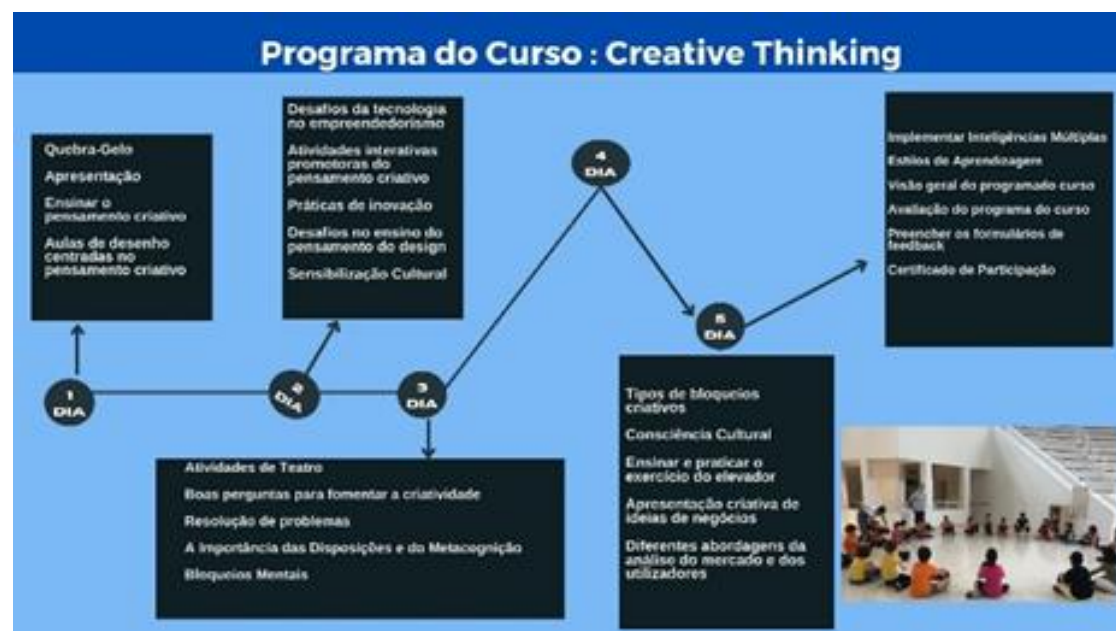 Programa do Curso : Creative Thinking
Quebra-Gelo
Apresentação
Ensinar o
pensamento criativo
Aulas de desenho
centradas no
pensamento criativo
1
DIA
Desafios da tecnologia
no empreendedorismo
Atividades interativas
promotoras do
pensamento criativo
Práticas de inovação
Desafios no ensino do
pensamento do design
Sensibilização Cultural
2
DIA
3
DIA
Atividades de Teatro
Boas perguntas para fomentar a criatividade
Resolução de problemas
A Importância das Disposições e do Metacognição
Bloqueios Mentais
4
DIA
5
DIA
Tipos de bloqueios
criativos
Consciência Cultural
Ensinar e praticar o
exercício do elevador
Apresentação criativa de
ideias de negócios
Diferentes abordagens da
análise do mercado e dos
utilizadores
Implementar Inteligências Múltiplas
Estilos de Aprendizagem
Visão geral do programado curso
Avaliação do programa do curso
Preencher os formulários de
feedback
Certificado de Participação